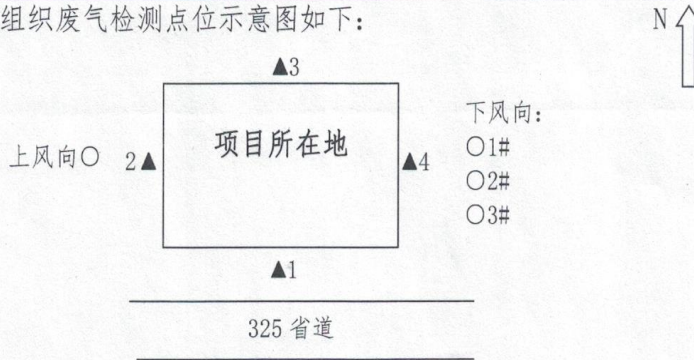 组织废气检测点位示意图如下:
N
▲3
项目所在地
上风向○
2▲
▲4
下风向:
○1#
○2#
○3#
▲1
325省道